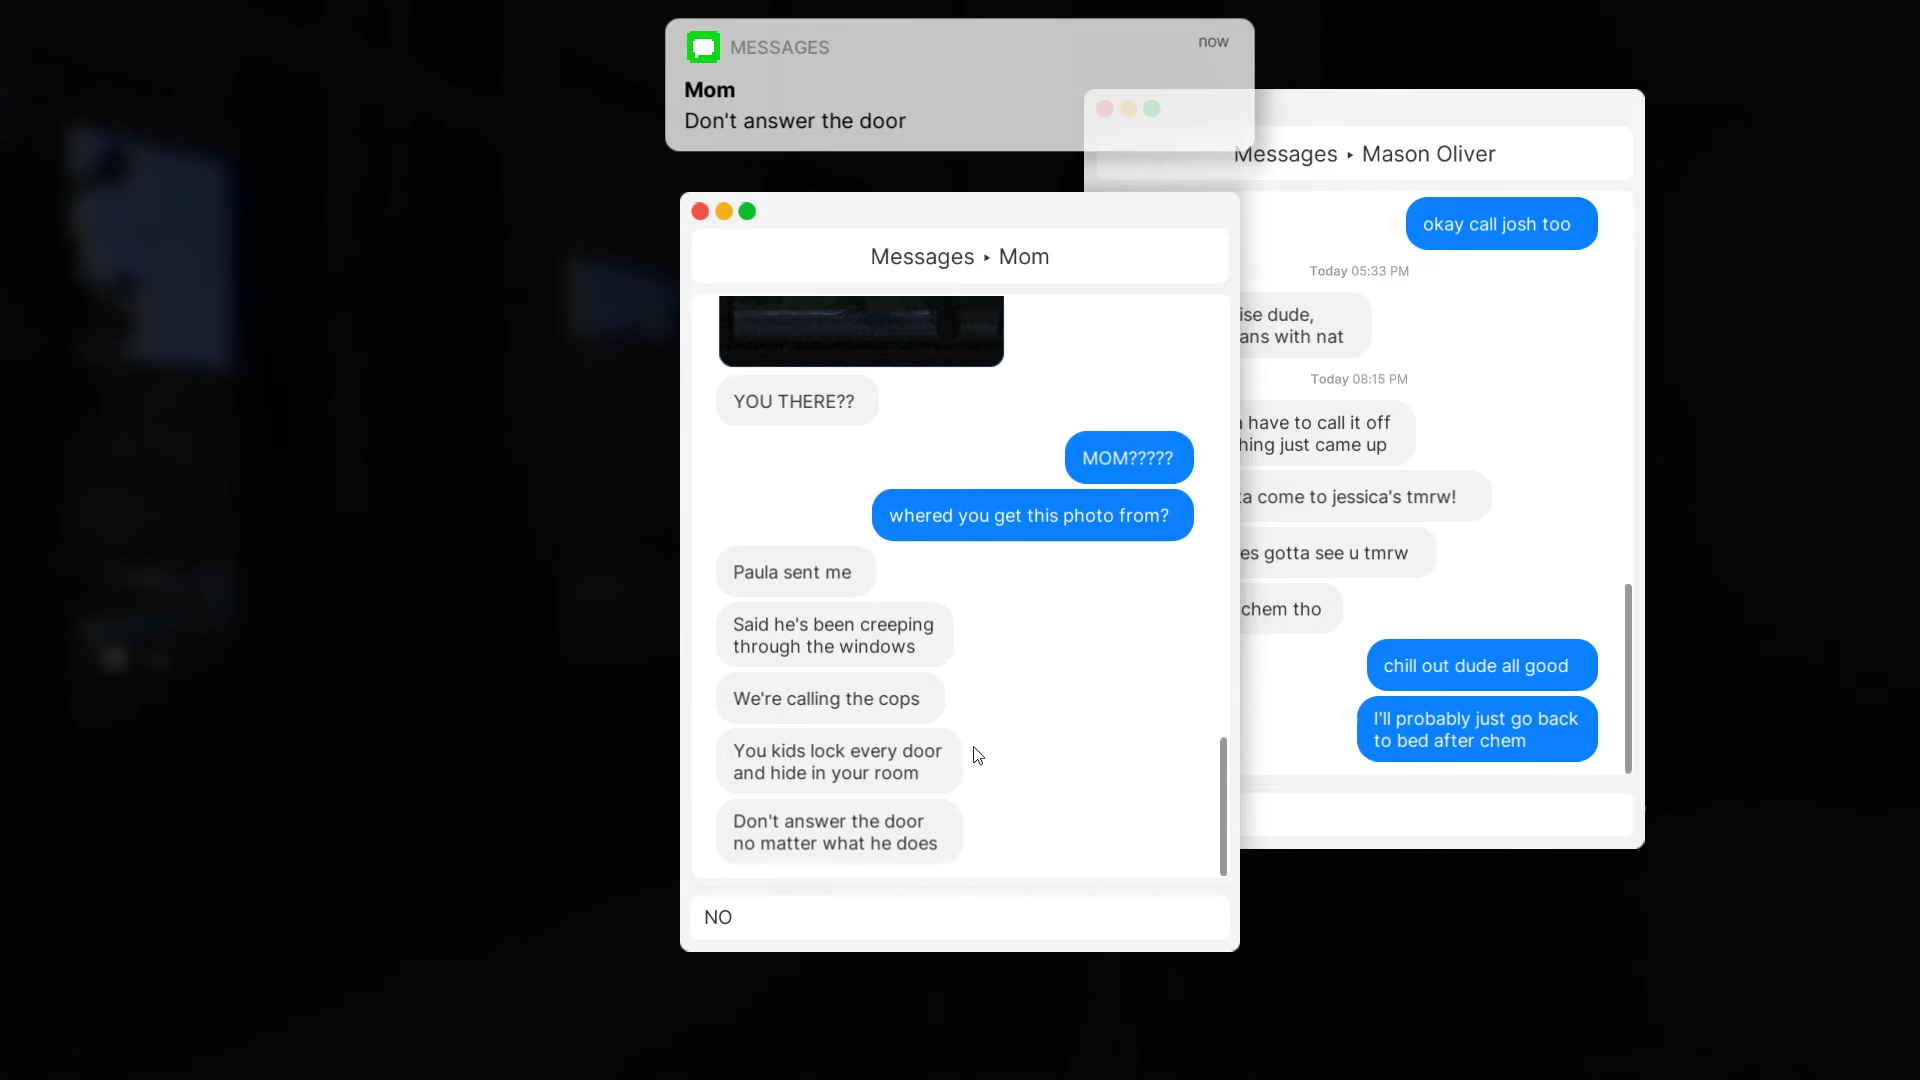 MESSAGES
now
Mom
Don't answer the door
Messages ▸ Mason Oliver
okay call josh too
Today 05:33 PM
ise dude,
ans with nat
Today 08:15 PM
have to call it off
hing just came up
ta come to jessica's tmrw!
es gotta see u tmrw
chem tho
chill out dude all good
I'll probably just go back
to bed after chem
Messages ▸ Mom
YOU THERE??
MOM?????
whered you get this photo from?
Paula sent me
Said he's been creeping
through the windows
We're calling the cops
You kids lock every door
and hide in your room
Don't answer the door
no matter what he does
NO